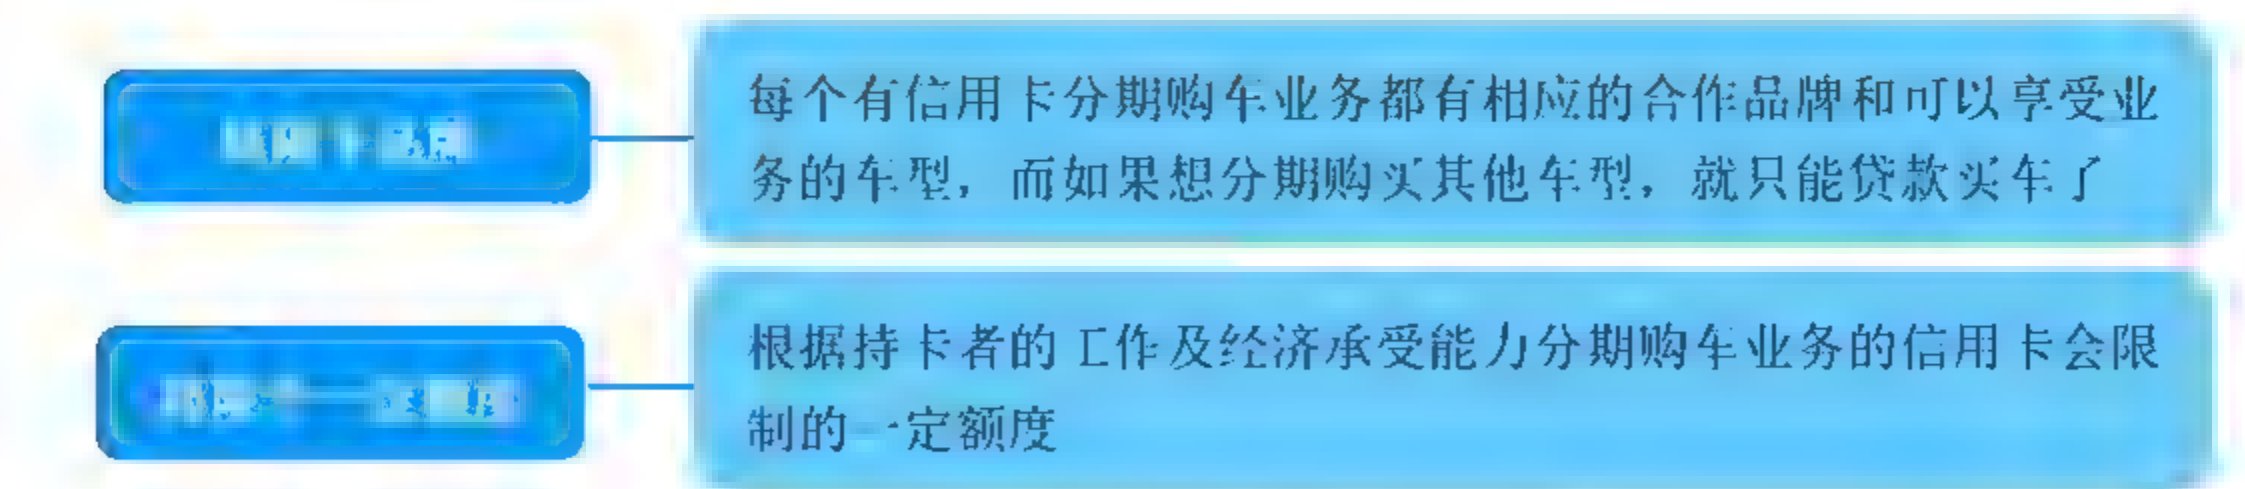 每个有信用卡分期购车业务都有相应的合作品牌和可以享受业
务的车型，而如果想分期购买其他车型，就只能贷款买车了
根据持卡者的工作及经济承受能力分期购车业务的信用卡会限
制的一定额度